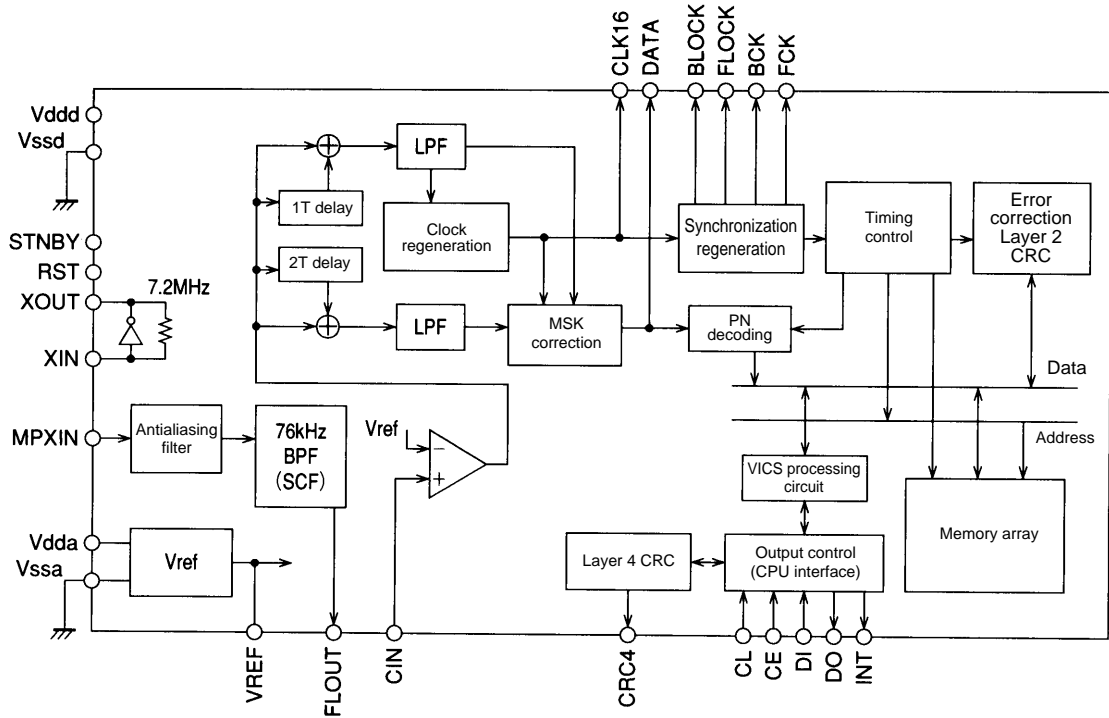 CLK16
DATA
BLOCK
FLOCK
BCK
FCK
Vddd
Vssd
STNBY
RST
XOUT
7.2MHz
XIN
MPXIN
Vdda
Vssa
LPF
1T delay
Clock
regeneration
2T delay
LPF
MSK
correction
Synchronization
regeneration
Timing
control
Error
correction
Layer 2
CRC
PN
decoding
Data
Address
Antialiasing
filter
76kHz
BPF
(SCF)
Vref
−
+
VICS processing
circuit
Memory array
Vref
Layer 4 CRC
Output control
(CPU interface)
VREF
FLOUT
CIN
CRC4
CL
CE
DI
DO
INT